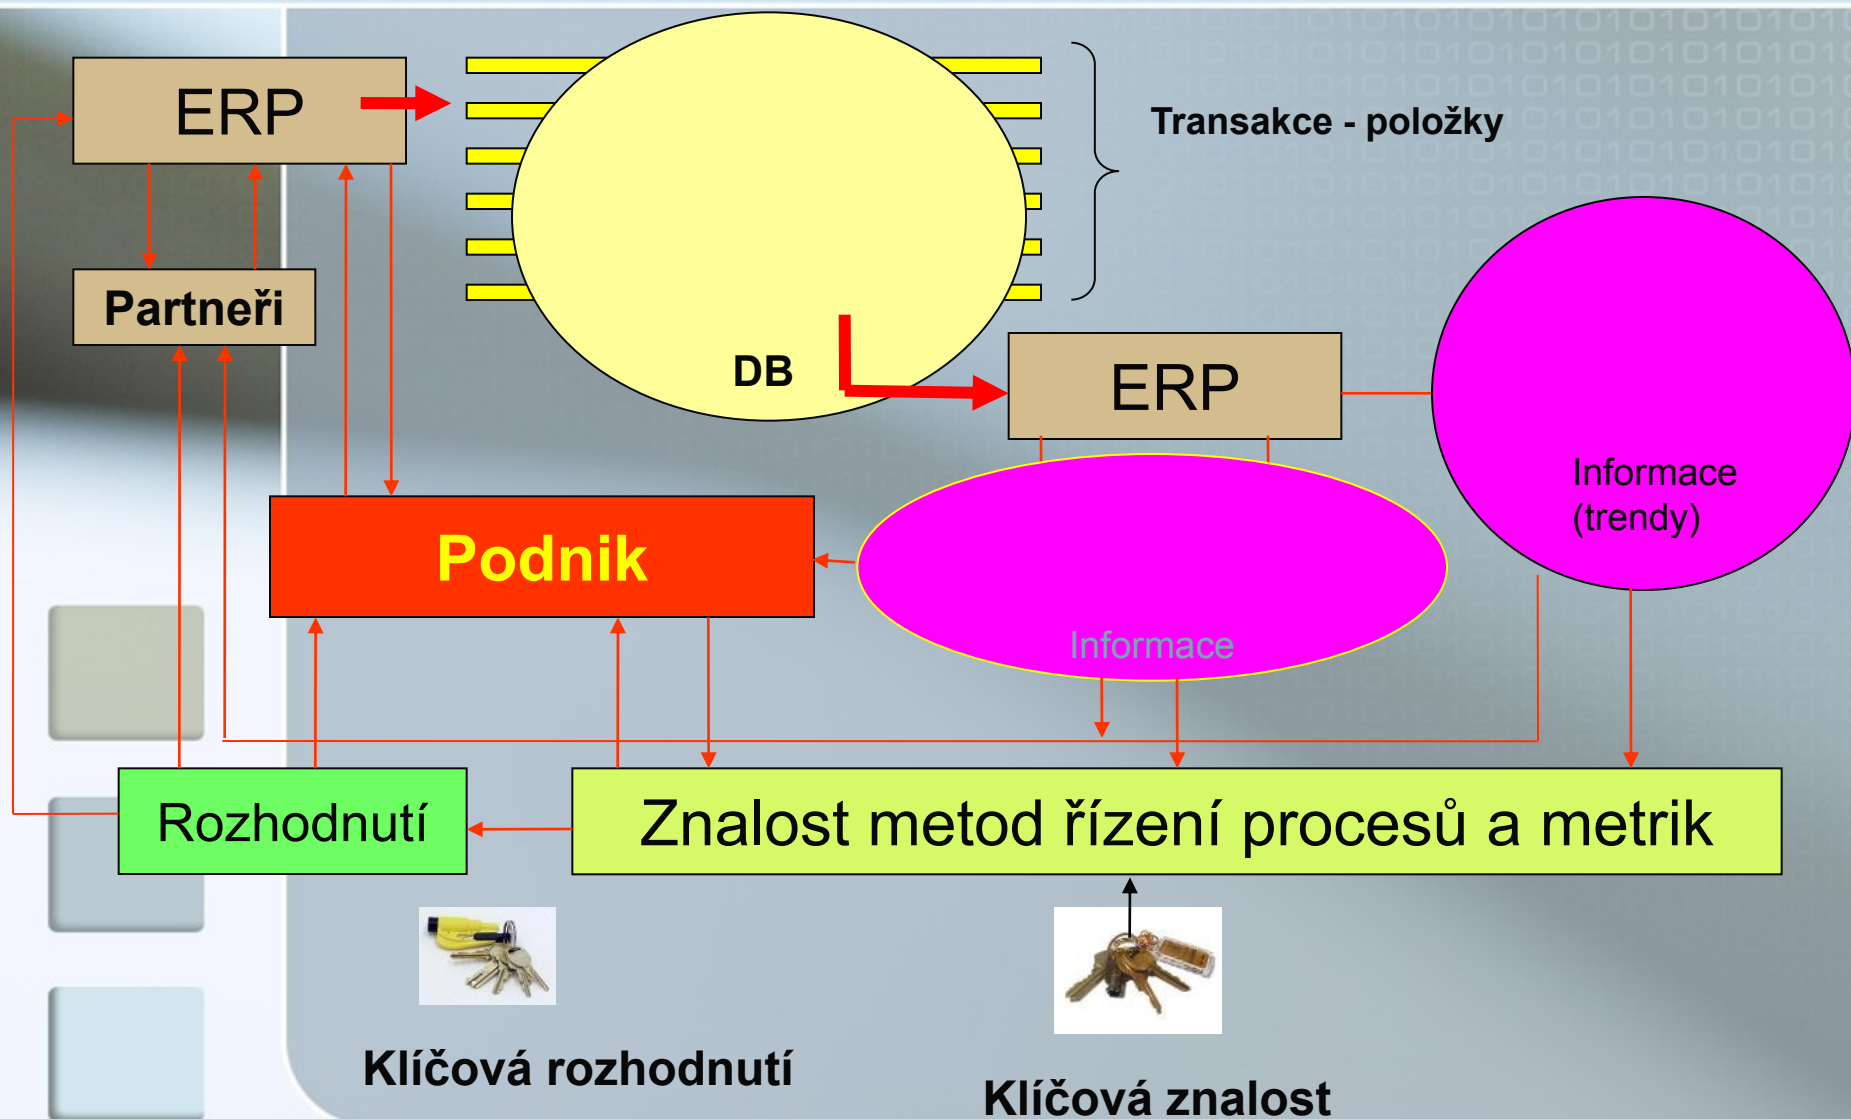 ERP
Transakce - položky
Partneři
DB
ERP
Informace
(trendy)
Podnik
Informace
Rozhodnutí
Znalost metod řízení procesů a metrik
Klíčová rozhodnutí
Klíčová znalost